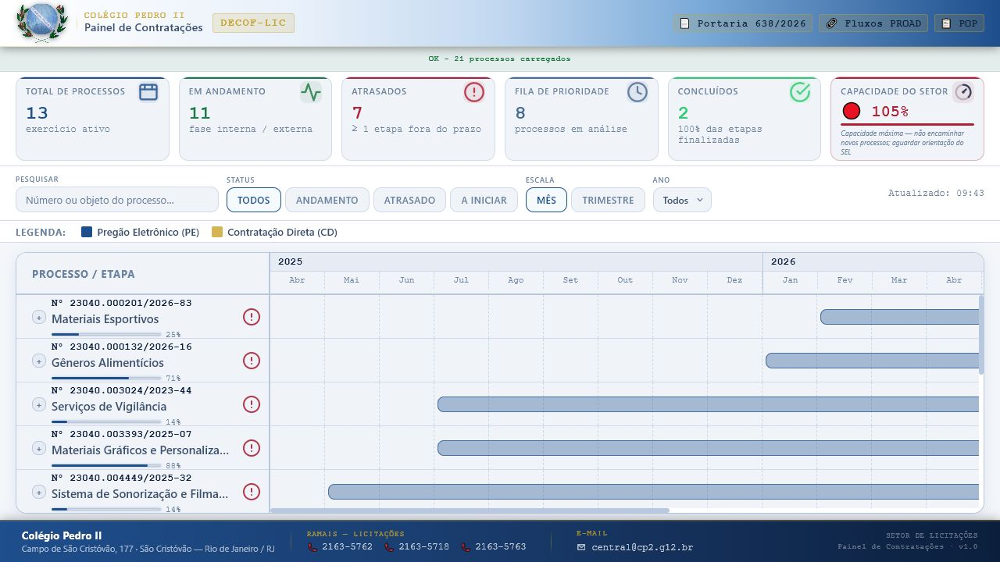 COLÉGIO PEDRO II
Painel de Contratações
DECOF-LIC
Portaria 638/2026
Fluxos PROAD
POP
OK - 21 processos carregados
TOTAL DE PROCESSOS
13
exercício ativo
EM ANDAMENTO
11
fase interna / externa
ATRASADOS
7
≥ 1 etapa fora do prazo
FILA DE PRIORIDADE
8
processos em análise
CONCLUÍDOS
2
100% das etapas
finalizadas
CAPACIDADE DO SETOR
105%
Capacidade máxima — não encaminhar
novos processos; aguardar orientação do
SEL
PESQUISAR
Número ou objeto do processo...
STATUS
TODOS
ANDAMENTO
ATRASADO
A INICIAR
ESCALA
MÊS
TRIMESTRE
ANO
Todos
Atualizado: 09:43
LEGENDA:
Pregão Eletrônico (PE)
Contratação Direta (CD)
PROCESSO / ETAPA
2025
2026
Abr
Mai
Jun
Jul
Ago
Set
Out
Nov
Dez
Jan
Fev
Mar
Abr
+
Nº 23040.000201/2026-83
Materiais Esportivos
25%
+
Nº 23040.000132/2026-16
Gêneros Alimentícios
71%
+
Nº 23040.003024/2023-44
Serviços de Vigilância
14%
+
Nº 23040.003393/2025-07
Materiais Gráficos e Personaliza...
88%
+
Nº 23040.004449/2025-32
Sistema de Sonorização e Filma...
14%
Colégio Pedro II
Campo de São Cristóvão, 177 · São Cristóvão — Rio de Janeiro / RJ
RAMAIS — LICITAÇÕES
2163-5762
2163-5718
2163-5763
E-MAIL
central@cp2.g12.br
SETOR DE LICITAÇÕES
Painel de Contratações · v1.0